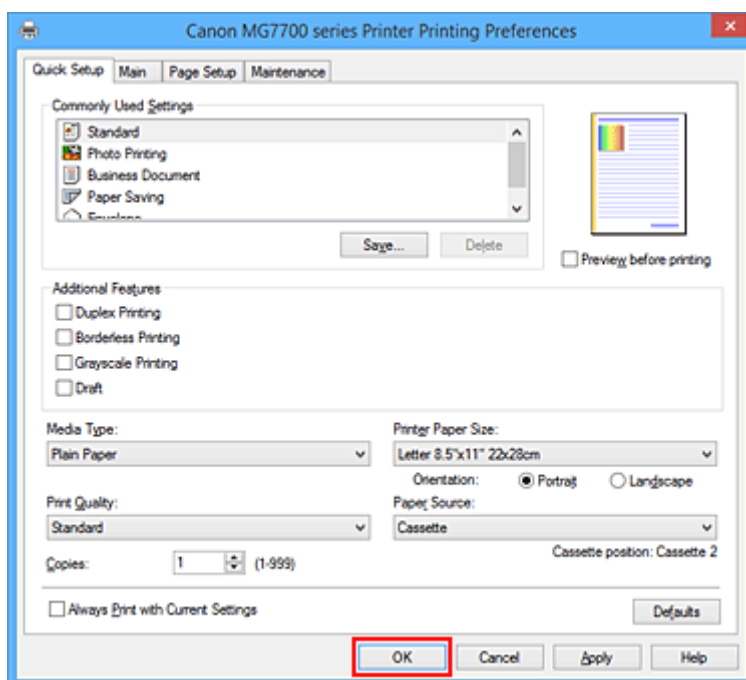 Canon MG7700 series Printer Printing Preferences
Quick Setup Main Page Setup Maintenance
Commonly Used Settings
Standard
Photo Printing
Business Document
Paper Saving
Envelope
Save... Delete
Preview before printing
Additional Features
Duplex Printing
Borderless Printing
Grayscale Printing
Draft
Media Type: Printer Paper Size:
Plain Paper Letter 8.5"x11" 22x28cm
Orientation: Portrait Landscape
Print Quality: Paper Source:
Standard Cassette
Cassette position: Cassette 2
Copies: 1 (1-999)
Always Print with Current Settings Defaults
OK Cancel Apply Help